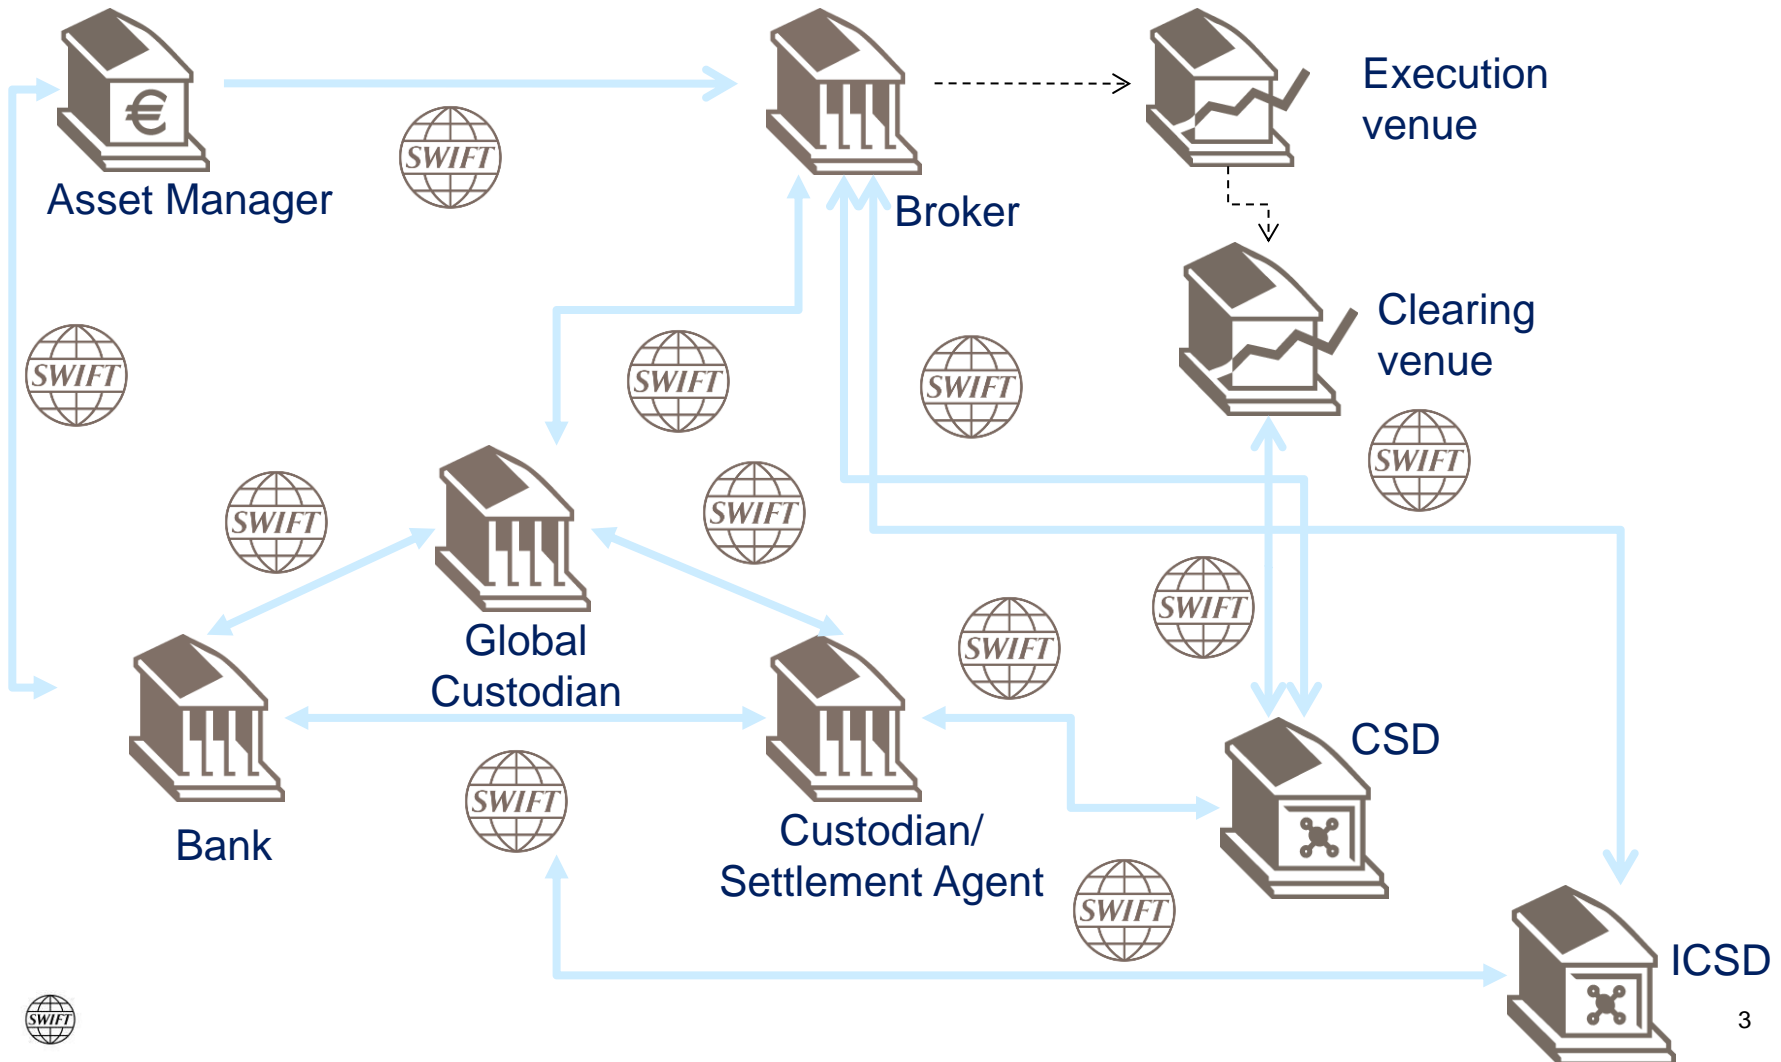 Asset Manager
SWIFT
Broker
Execution
venue
Clearing
venue
SWIFT
SWIFT
SWIFT
SWIFT
SWIFT
SWIFT
SWIFT
SWIFT
Global
Custodian
Bank
SWIFT
Custodian/
Settlement Agent
CSD
SWIFT
ICSD
SWIFT
3